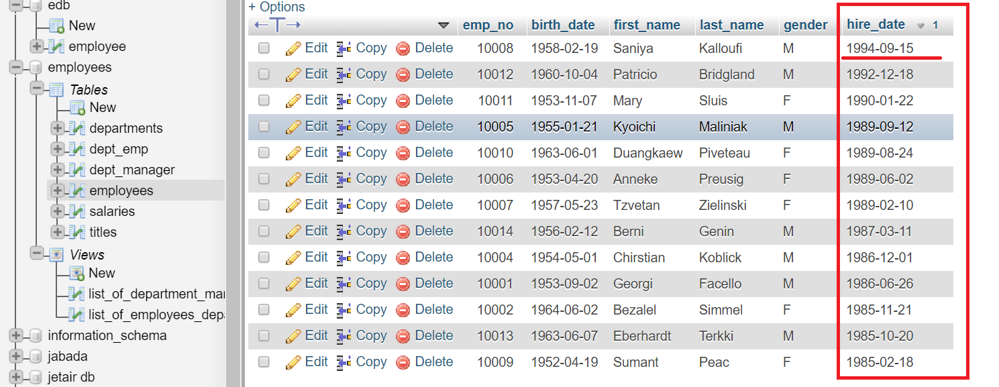 edb
New
employee
employees
Tables
New
departments
dept_emp
dept_manager
employees
salaries
titles
Views
New
list_of_department_mar
list_of_employees_depa
information_schema
jabada
jetair db
+ Options
←T→ emp_no birth_date first_name last_name gender hire_date 1
Edit Copy Delete 10008 1958-02-19 Saniya Kalloufi M 1994-09-15
Edit Copy Delete 10012 1960-10-04 Patricio Bridgland M 1992-12-18
Edit Copy Delete 10011 1953-11-07 Mary Sluis F 1990-01-22
Edit Copy Delete 10005 1955-01-21 Kyoichi Maliniak M 1989-09-12
Edit Copy Delete 10010 1963-06-01 Duangkaew Piveteau F 1989-08-24
Edit Copy Delete 10006 1953-04-20 Anneke Preusig F 1989-06-02
Edit Copy Delete 10007 1957-05-23 Tzvetan Zielinski F 1989-02-10
Edit Copy Delete 10014 1956-02-12 Berni Genin M 1987-03-11
Edit Copy Delete 10004 1954-05-01 Chirstian Koblick M 1986-12-01
Edit Copy Delete 10001 1953-09-02 Georgi Facello M 1986-06-26
Edit Copy Delete 10002 1964-06-02 Bezalel Simmel F 1985-11-21
Edit Copy Delete 10013 1963-06-07 Eberhardt Terkki M 1985-10-20
Edit Copy Delete 10009 1952-04-19 Sumant Peac F 1985-02-18